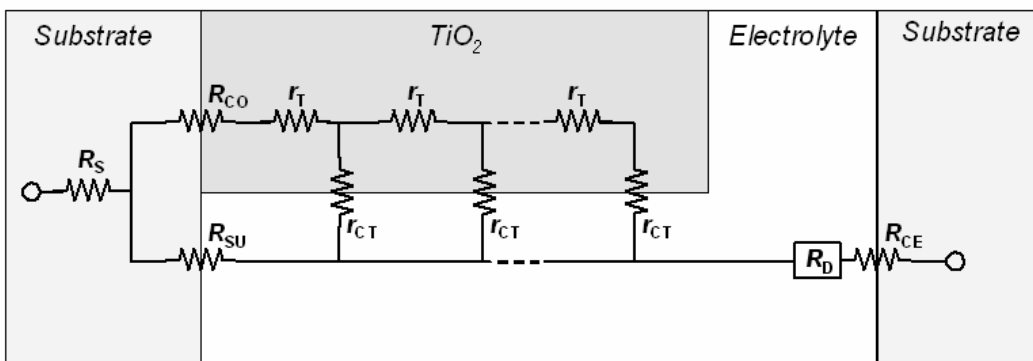 Substrate TiO2 Electrolyte Substrate
RCO rT rT rT
RS
rCT rCT rCT
RSU RCE
RD